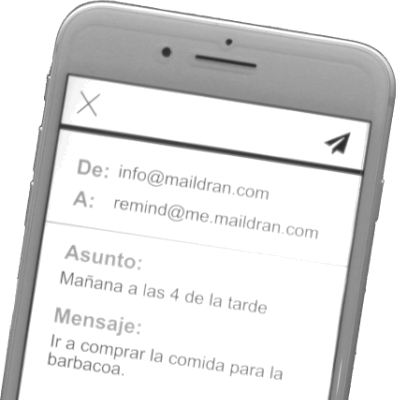 De: info@maildran.com
A: remind@me.maildran.com
Asunto:
Mañana a las 4 de la tarde
Mensaje:
Ir a comprar la comida para la
barbacoa.